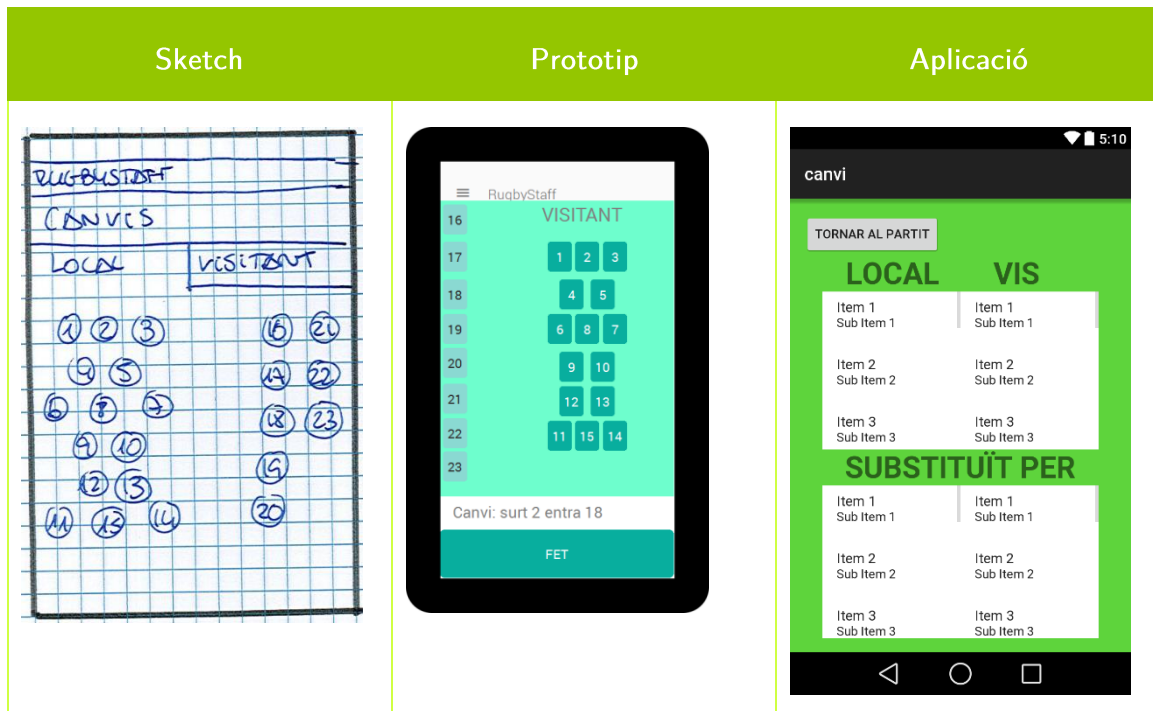 Sketch Prototip Aplicació
RUGBYSTAFF
CANVIS
LOCAL VISITANT
1 2 3 16 21
4 5 17 22
6 8 7 18 23
9 10 19
12 13 20
11 15 14
RugbyStaff
VISITANT
16
17 1 2 3
18 4 5
19 6 8 7
20 9 10
21 12 13
22 11 15 14
23
Canvi: surt 2 entra 18
FET
5:10
canvi
TORNAR AL PARTIT
LOCAL VIS
Item 1 Item 1
Sub Item 1 Sub Item 1
Item 2 Item 2
Sub Item 2 Sub Item 2
Item 3 Item 3
Sub Item 3 Sub Item 3
SUBSTITUÏT PER
Item 1 Item 1
Sub Item 1 Sub Item 1
Item 2 Item 2
Sub Item 2 Sub Item 2
Item 3 Item 3
Sub Item 3 Sub Item 3